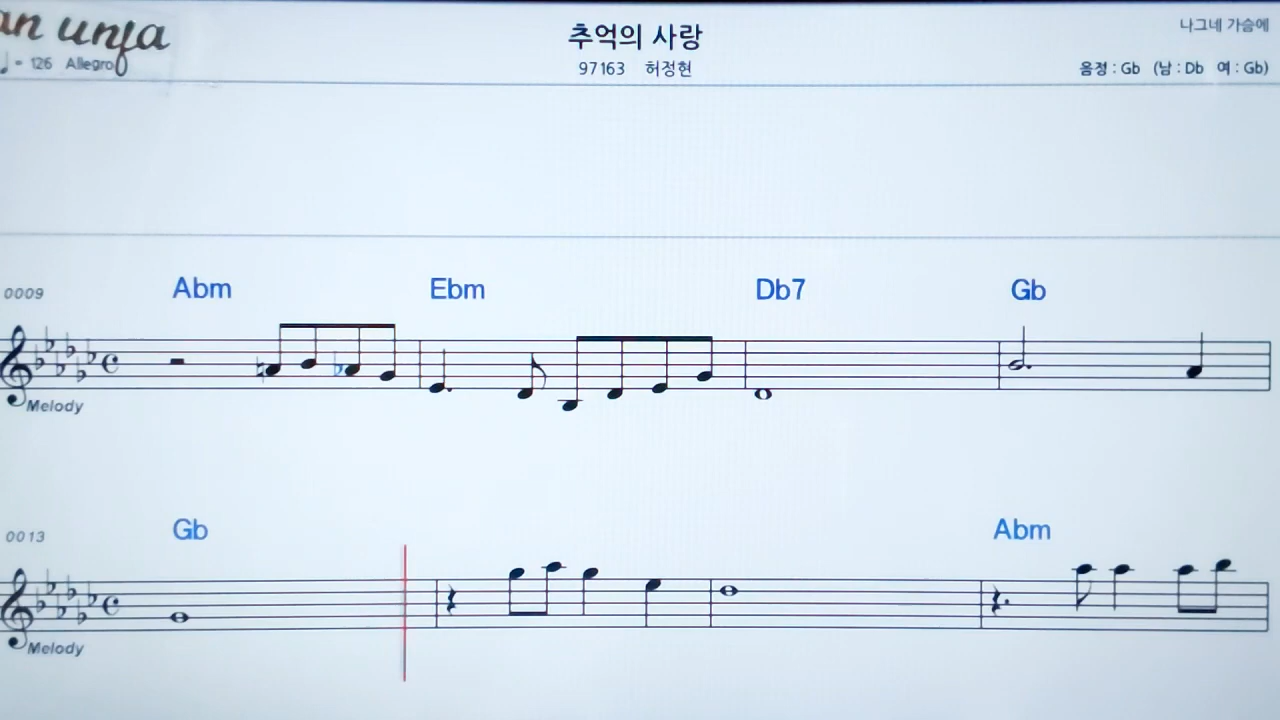 an unja
♩ = 126 Allegro
추억의 사랑
97163 허정현
나그네 가슴에
음정 : Gb (남 : Db 여 : Gb)
0009 Abm Ebm Db7 Gb
Melody
0013 Gb Abm
Melody